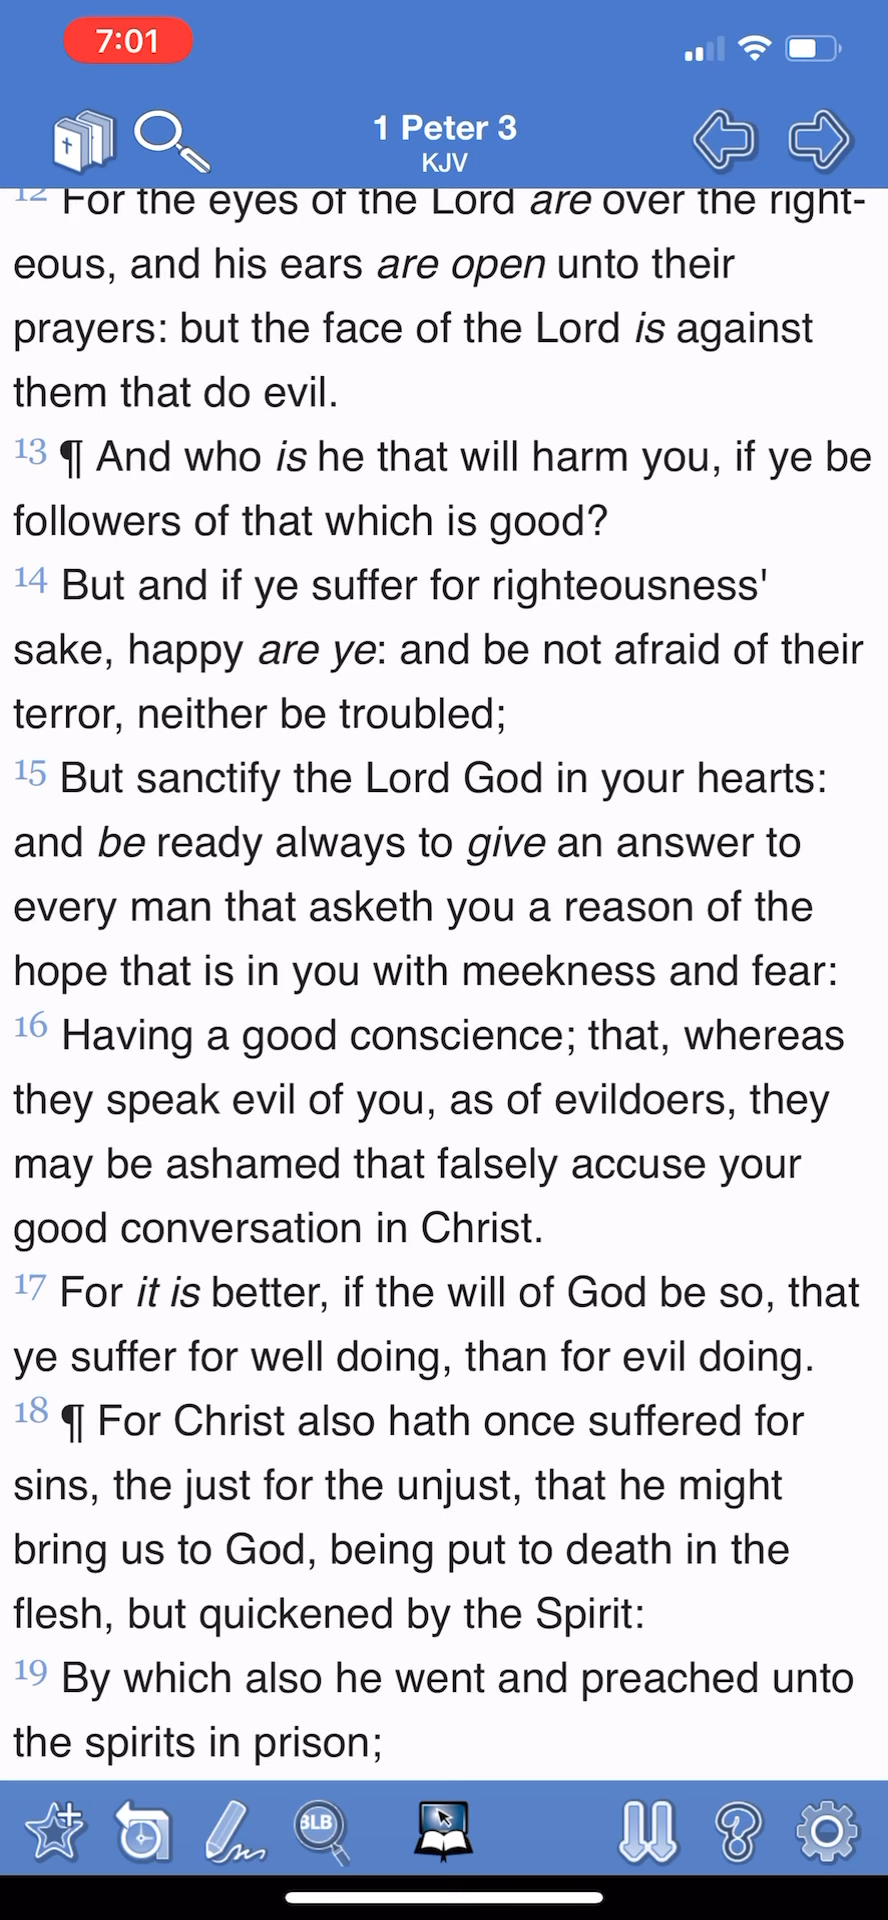 7:01
1 Peter 3
KJV
12 For the eyes of the Lord are over the right-
eous, and his ears are open unto their
prayers: but the face of the Lord is against
them that do evil.
13 ¶ And who is he that will harm you, if ye be
followers of that which is good?
14 But and if ye suffer for righteousness'
sake, happy are ye: and be not afraid of their
terror, neither be troubled;
15 But sanctify the Lord God in your hearts:
and be ready always to give an answer to
every man that asketh you a reason of the
hope that is in you with meekness and fear:
16 Having a good conscience; that, whereas
they speak evil of you, as of evildoers, they
may be ashamed that falsely accuse your
good conversation in Christ.
17 For it is better, if the will of God be so, that
ye suffer for well doing, than for evil doing.
18 ¶ For Christ also hath once suffered for
sins, the just for the unjust, that he might
bring us to God, being put to death in the
flesh, but quickened by the Spirit:
19 By which also he went and preached unto
the spirits in prison;
BLB